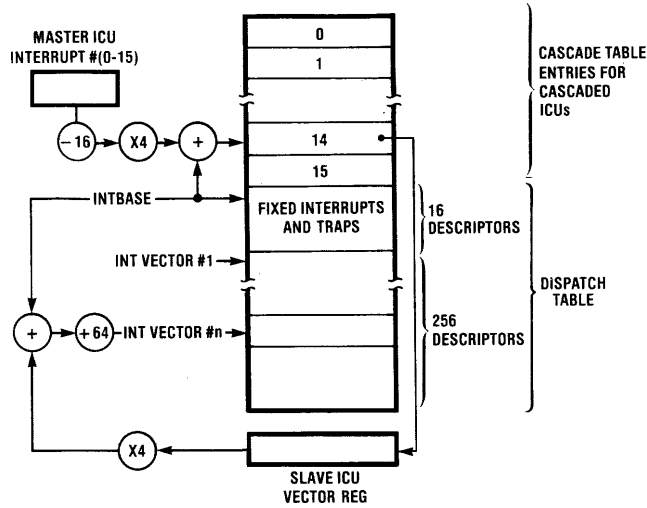 MASTER ICU
INTERRUPT #(0-15)
−16
X4
+
0
1
14
15
CASCADE TABLE
ENTRIES FOR
CASCADED
ICUs
INTBASE
FIXED INTERRUPTS
AND TRAPS
16
DESCRIPTORS
INT VECTOR #1
DISPATCH
TABLE
+
+64
INT VECTOR #n
256
DESCRIPTORS
X4
SLAVE ICU
VECTOR REG